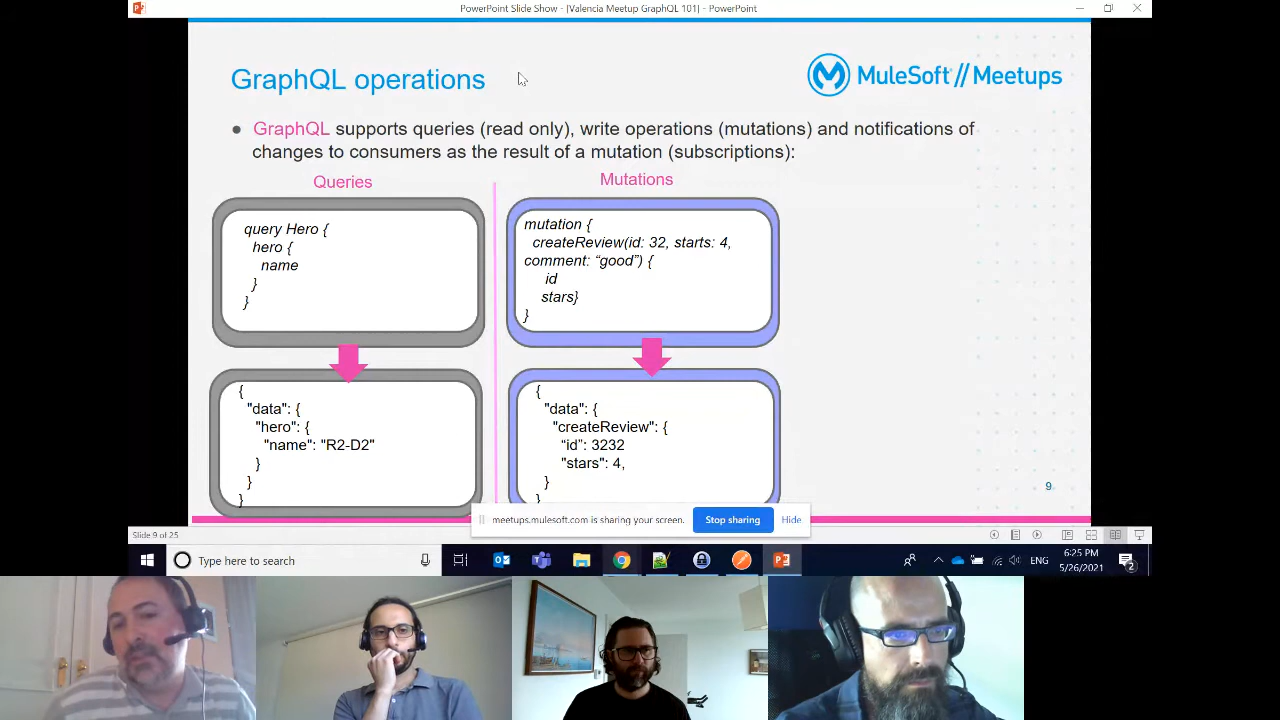 PowerPoint Slide Show - [Valencia Meetup GraphQL 101] - PowerPoint
GraphQL operations
MuleSoft // Meetups
● GraphQL supports queries (read only), write operations (mutations) and notifications of
changes to consumers as the result of a mutation (subscriptions):
Queries
query Hero {
hero {
name
}
}
{
"data": {
"hero": {
"name": "R2-D2"
}
}
}
Mutations
mutation {
createReview(id: 32, starts: 4,
comment: “good”) {
id
stars}
}
{
"data": {
"createReview": {
“id”: 3232
"stars": 4,
}
}
9
meetups.mulesoft.com is sharing your screen.
Stop sharing
Hide
Slide 9 of 25
Type here to search
ENG
6:25 PM
5/26/2021
2